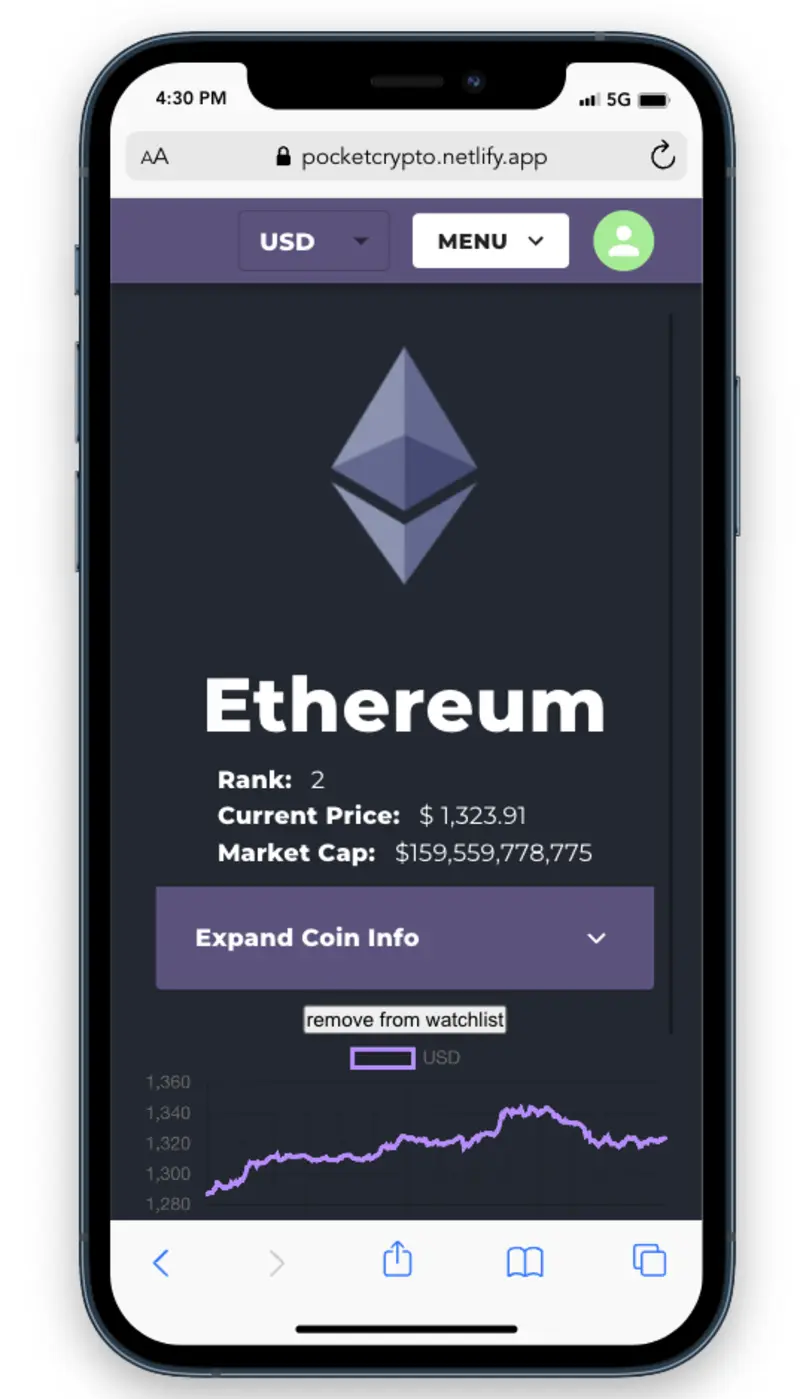 4:30 PM 5G
AA pocketcrypto.netlify.app
USD MENU
Ethereum
Rank: 2
Current Price: $ 1,323.91
Market Cap: $159,559,778,775
Expand Coin Info
remove from watchlist
USD
1,360
1,340
1,320
1,300
1,280